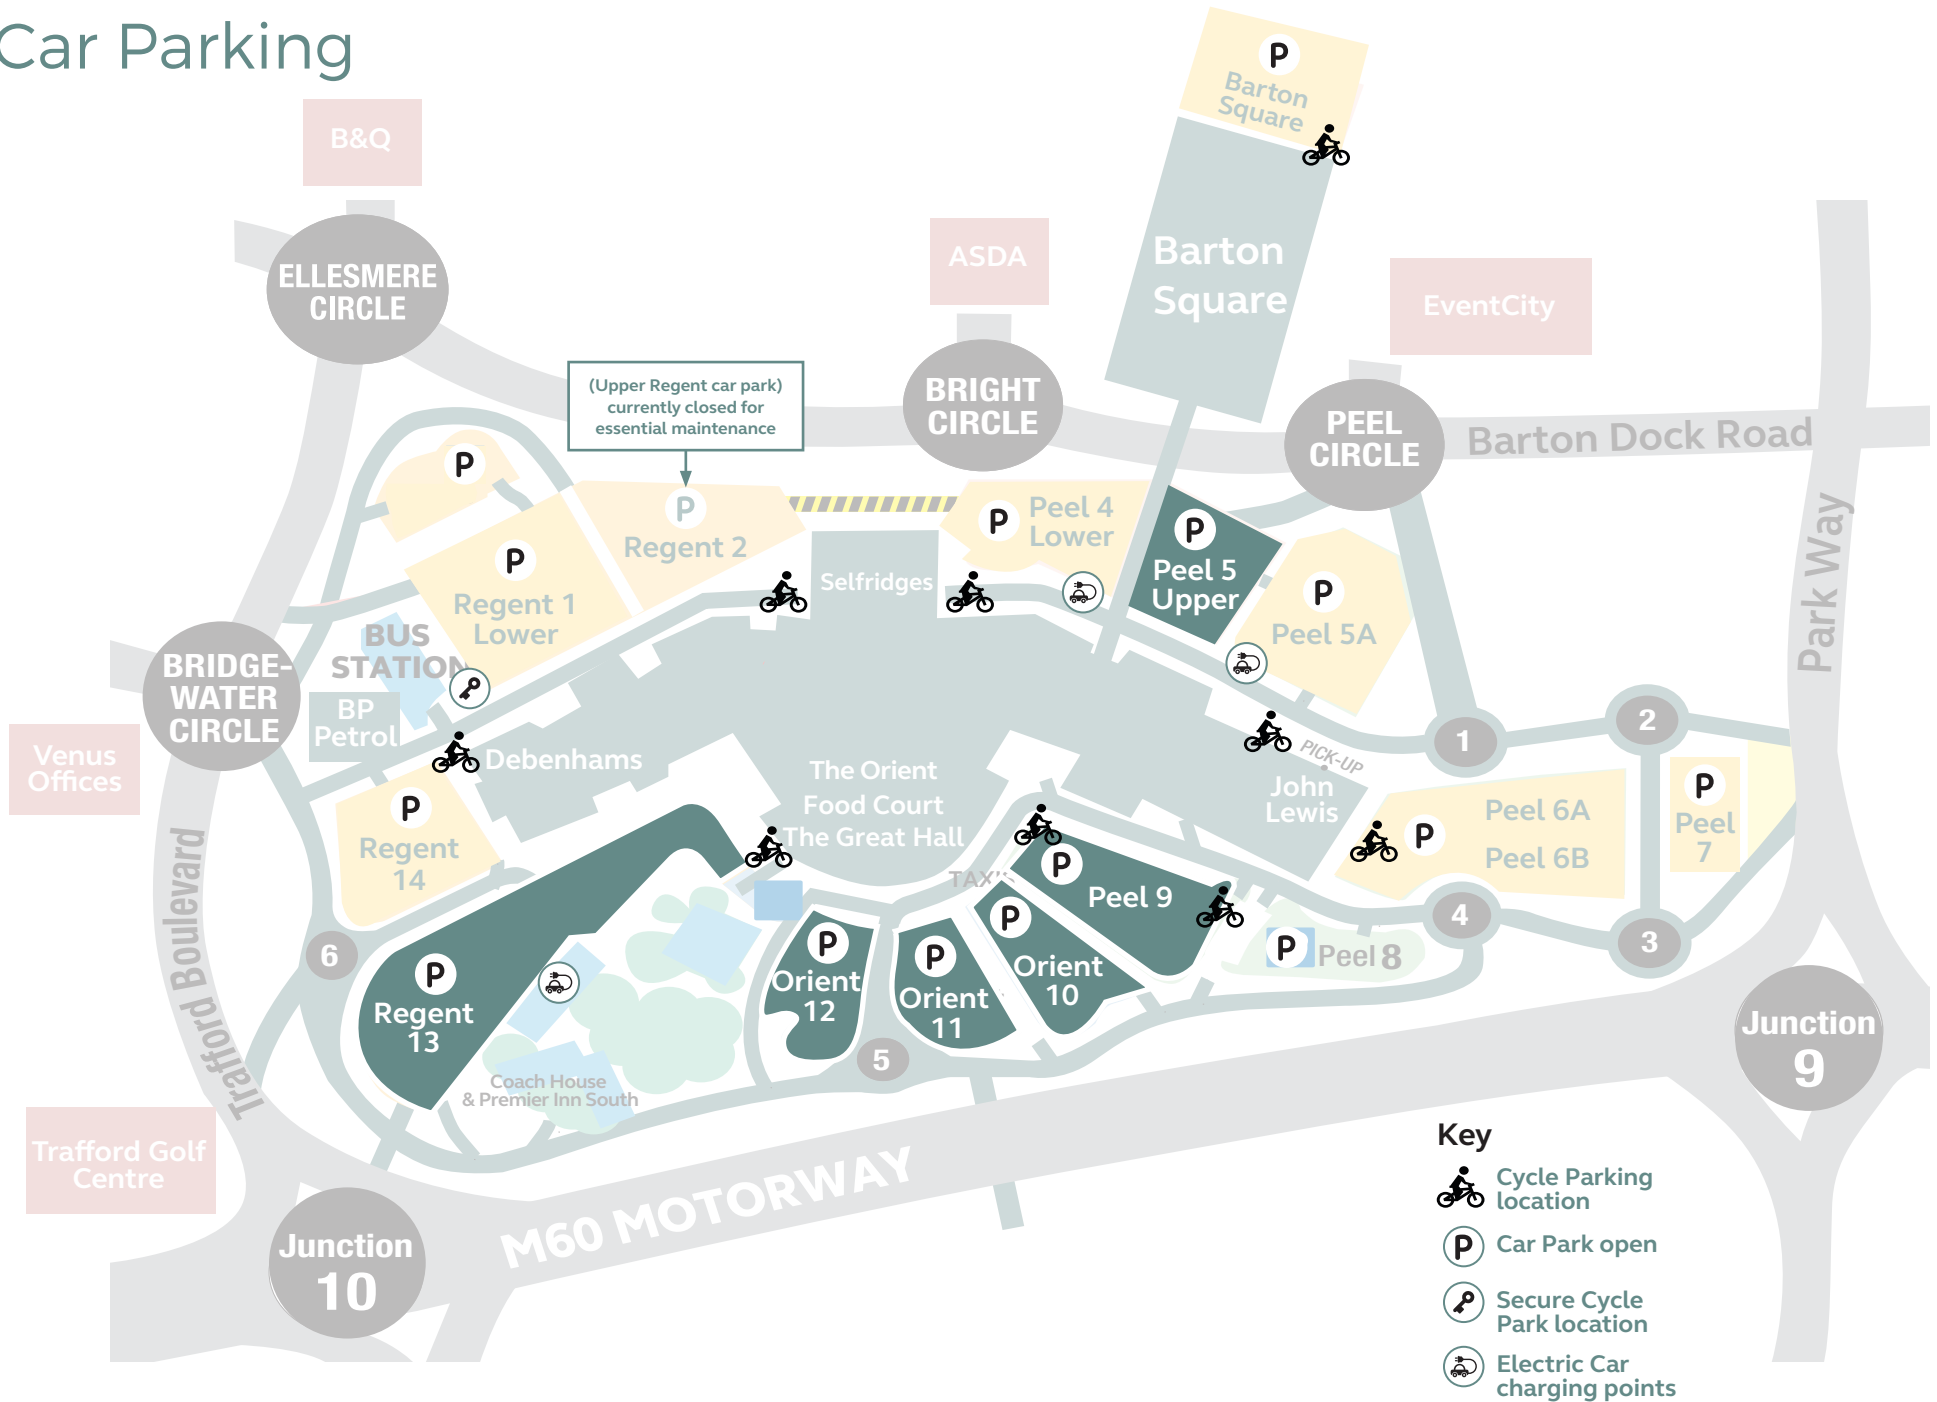 Car Parking
P
Barton
Square
B&Q
ASDA
Barton
Square
EventCity
ELLESMERE
CIRCLE
(Upper Regent car park)
currently closed for
essential maintenance
BRIGHT
CIRCLE
PEEL
CIRCLE
Barton Dock Road
Park Way
P
P
Regent 2
P
Peel 4
Lower
P
Peel 5
Upper
P
Regent 1
Lower
Selfridges
P
Peel 5A
BUS
STATION
BRIDGE-
WATER
CIRCLE
BP
Petrol
Venus
Offices
Debenhams
The Orient
Food Court
The Great Hall
PICK-UP
John
Lewis
1
2
P
Peel 6A
Peel 6B
P
Peel
7
P
Regent
14
Trafford Boulevard
TAXI'S
P
Peel 9
4
3
6
P
Regent
13
P
Orient
12
P
Orient
11
P
Orient
10
P
Peel 8
5
Coach House
& Premier Inn South
Junction
9
Trafford Golf
Centre
M60 MOTORWAY
Junction
10
Key
Cycle Parking
location
P
Car Park open
Secure Cycle
Park location
Electric Car
charging points